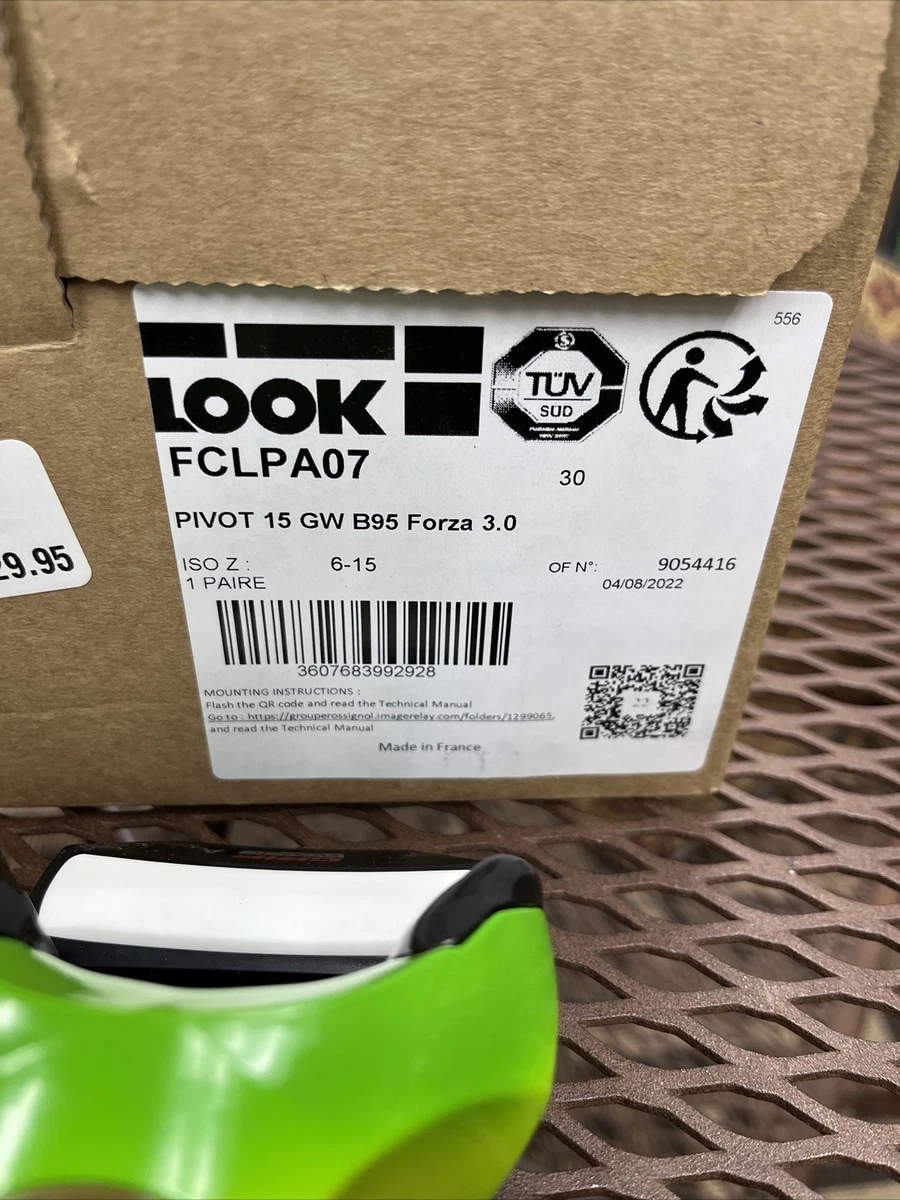 556
LOOK
TÜV
SÜD
FCLPA07
30
PIVOT 15 GW B95 Forza 3.0
ISO Z : 6-15 OF N°: 9054416
1 PAIRE 04/08/2022
29.95
3607683992928
MOUNTING INSTRUCTIONS :
Flash the QR code and read the Technical Manual
Go to : https://grouperossignol.imagerelay.com/folders/1299065,
and read the Technical Manual
Made in France